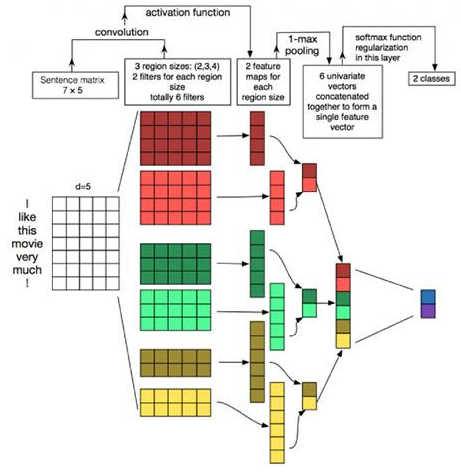 activation function
convolution
1-max
pooling
softmax function
regularization
in this layer
Sentence matrix
7 × 5
3 region sizes: (2,3,4)
2 filters for each region
size
totally 6 filters
2 feature
maps for
each
region size
6 univariate
vectors
concatenated
together to form a
single feature
vector
2 classes
d=5
I
like
this
movie
very
much
!